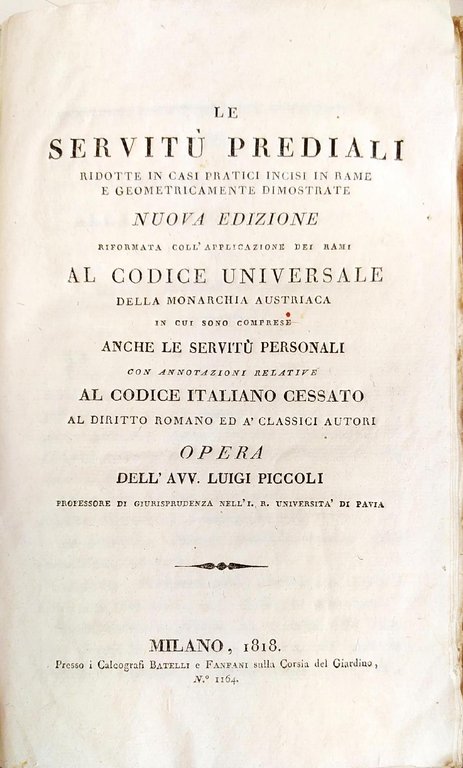 LE
SERVITÙ PREDIALI
RIDOTTE IN CASI PRATICI INCISI IN RAME
E GEOMETRICAMENTE DIMOSTRATE
NUOVA EDIZIONE
RIFORMATA COLL' APPLICAZIONE DEI RAMI
AL CODICE UNIVERSALE
DELLA MONARCHIA AUSTRIACA
IN CUI SONO COMPRESE
ANCHE LE SERVITÙ PERSONALI
CON ANNOTAZIONI RELATIVE
AL CODICE ITALIANO CESSATO
AL DIRITTO ROMANO ED A' CLASSICI AUTORI
OPERA
DELL' AVV. LUIGI PICCOLI
PROFESSORE DI GIURISPRUDENZA NELL' I. R. UNIVERSITA' DI PAVIA
MILANO, 1818.
Presso i Calcografi BATELLI e FANFANI sulla Corsia del Giardino,
N.º 1164.